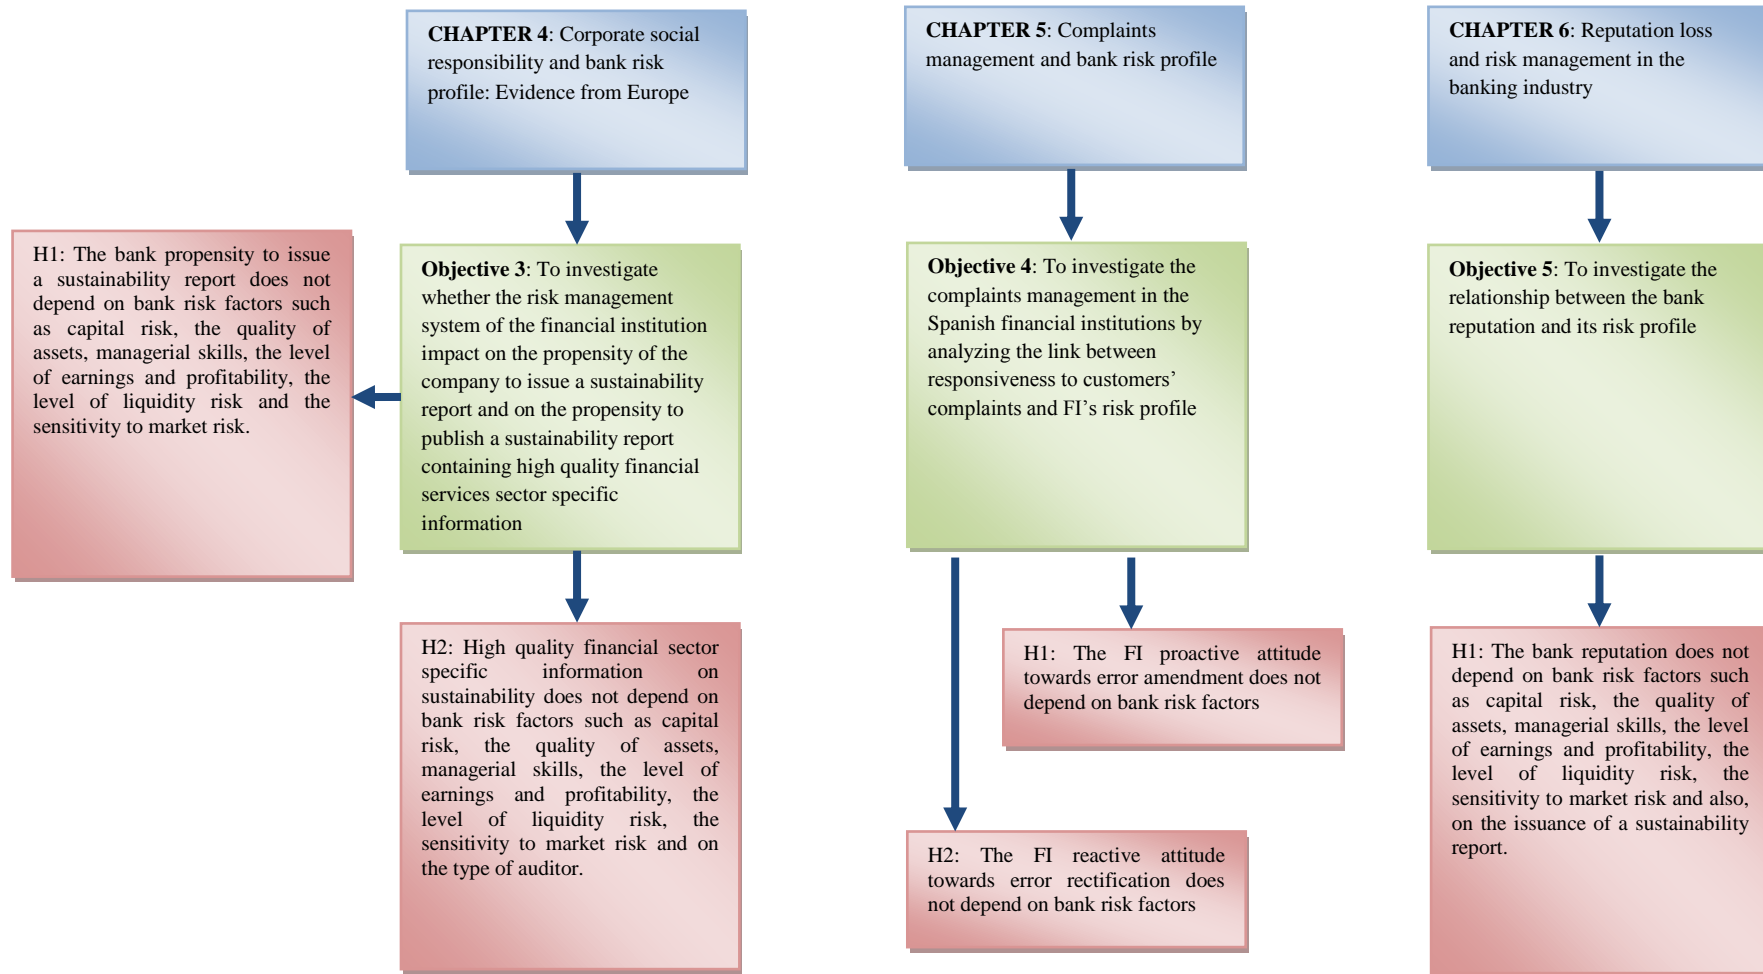 CHAPTER 4: Corporate social
responsibility and bank risk
profile: Evidence from Europe
CHAPTER 5: Complaints
management and bank risk profile
CHAPTER 6: Reputation loss
and risk management in the
banking industry
H1: The bank propensity to issue
a sustainability report does not
depend on bank risk factors such
as capital risk, the quality of
assets, managerial skills, the level
of earnings and profitability, the
level of liquidity risk and the
sensitivity to market risk.
Objective 3: To investigate
whether the risk management
system of the financial institution
impact on the propensity of the
company to issue a sustainability
report and on the propensity to
publish a sustainability report
containing high quality financial
services sector specific
information
Objective 4: To investigate the
complaints management in the
Spanish financial institutions by
analyzing the link between
responsiveness to customers’
complaints and FI’s risk profile
Objective 5: To investigate the
relationship between the bank
reputation and its risk profile
H2: High quality financial sector
specific information on
sustainability does not depend on
bank risk factors such as capital
risk, the quality of assets,
managerial skills, the level of
earnings and profitability, the
level of liquidity risk, the
sensitivity to market risk and on
the type of auditor.
H1: The FI proactive attitude
towards error amendment does not
depend on bank risk factors
H2: The FI reactive attitude
towards error rectification does
not depend on bank risk factors
H1: The bank reputation does not
depend on bank risk factors such
as capital risk, the quality of
assets, managerial skills, the level
of earnings and profitability, the
level of liquidity risk, the
sensitivity to market risk and also,
on the issuance of a sustainability
report.